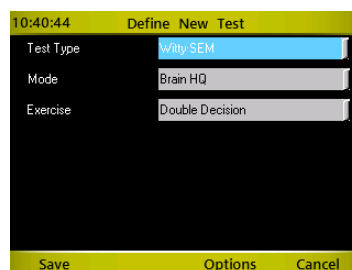 10:40:44 Define New Test
Test Type Witty·SEM
Mode Brain HQ
Exercise Double Decision
Save Options Cancel